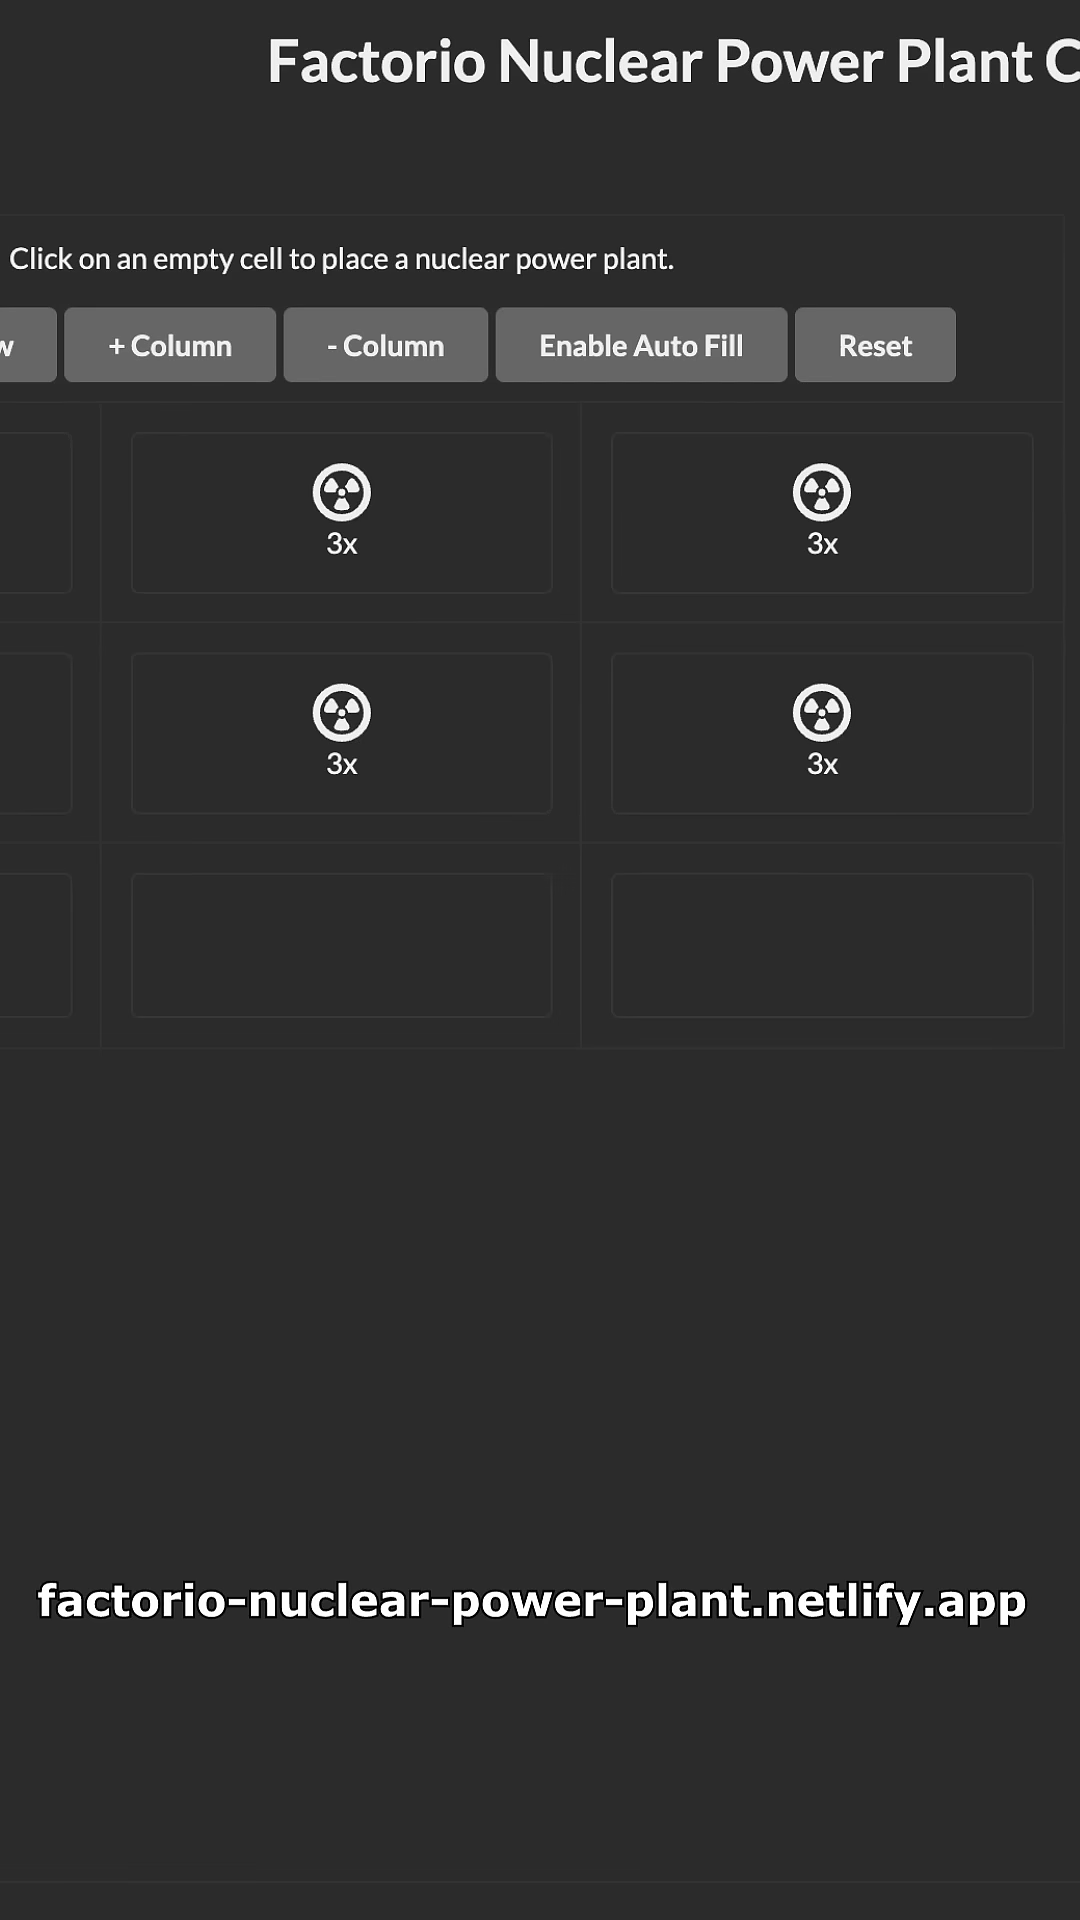 Factorio Nuclear Power Plant C
Click on an empty cell to place a nuclear power plant.
w + Column - Column Enable Auto Fill Reset
3x 3x
3x 3x
factorio-nuclear-power-plant.netlify.app